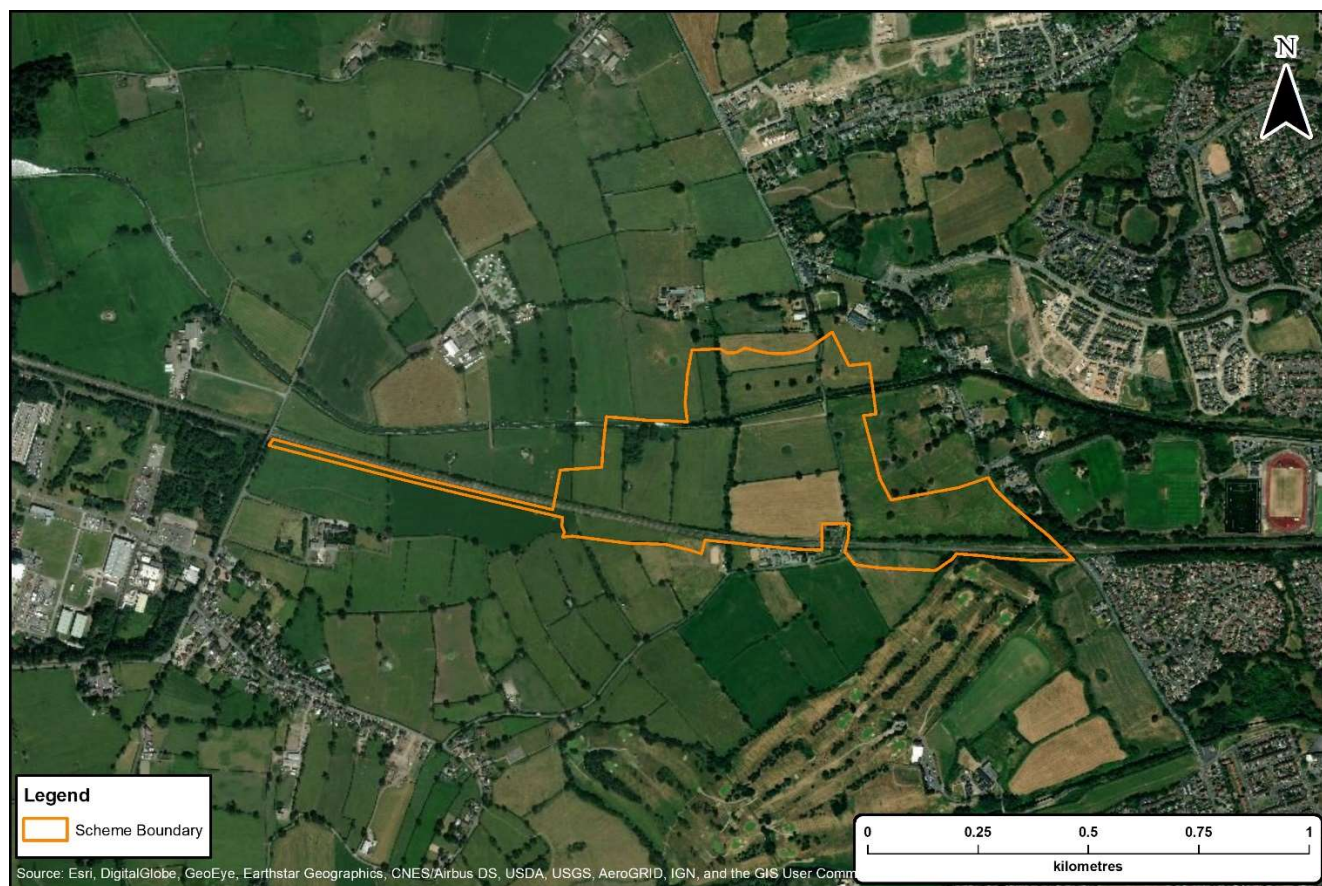 N
Legend
Scheme Boundary
0 0.25 0.5 0.75 1
kilometres
Source: Esri, DigitalGlobe, GeoEye, Earthstar Geographics, CNES/Airbus DS, USDA, USGS, AeroGRID, IGN, and the GIS User Comm